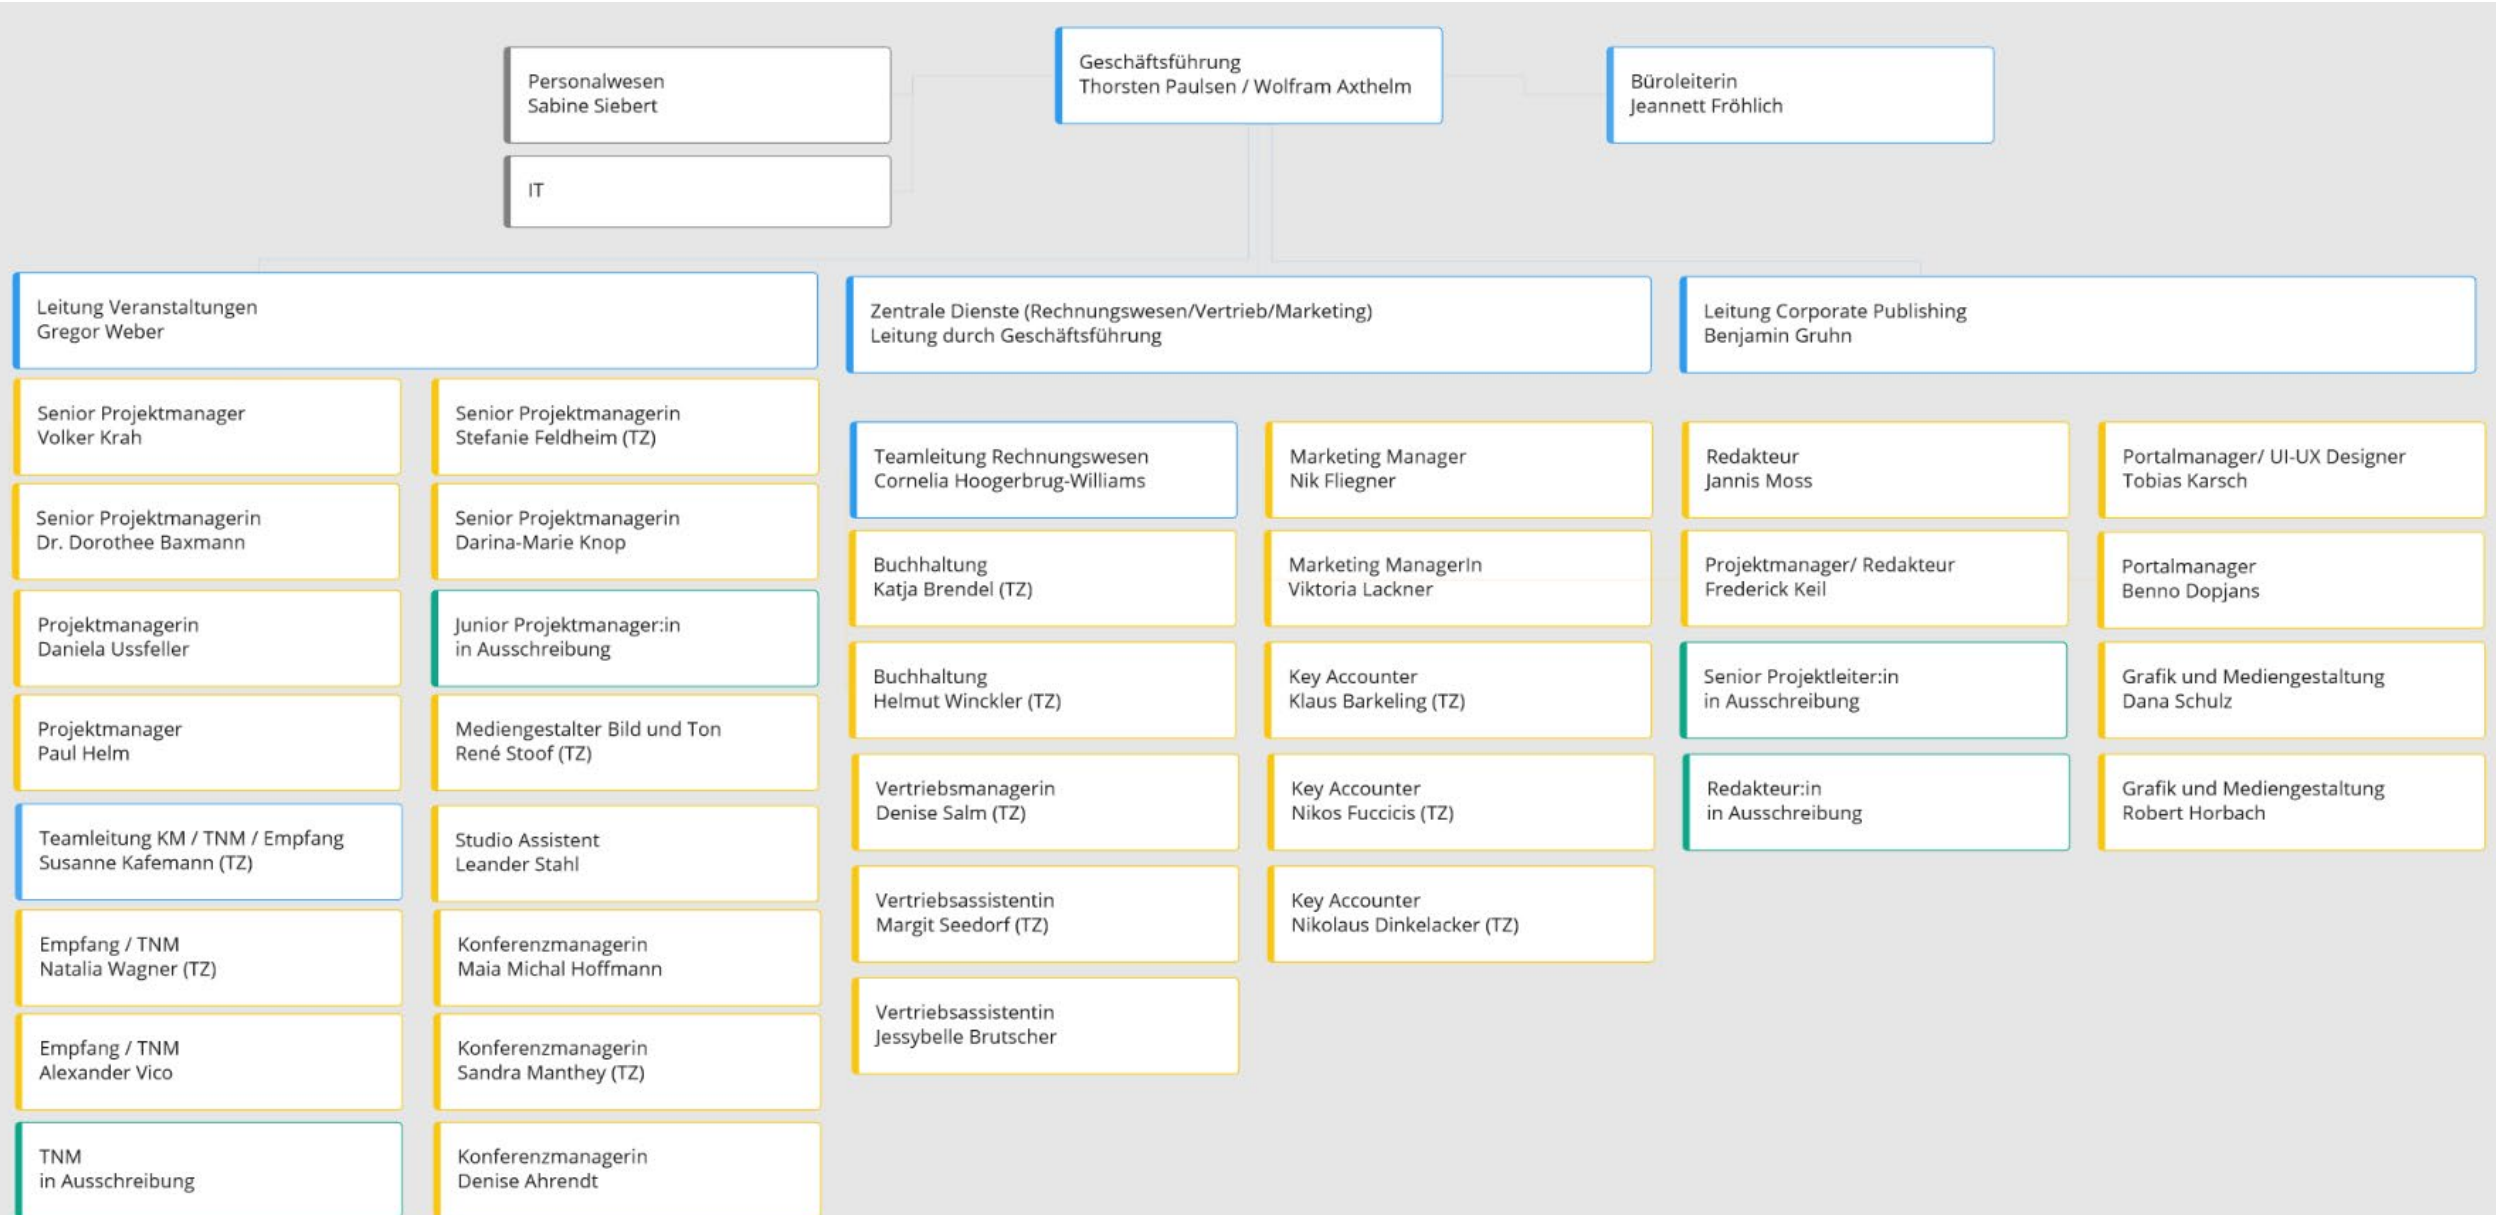 Geschäftsführung
Thorsten Paulsen / Wolfram Axthelm
Personalwesen
Sabine Siebert
Büroleiterin
Jeannett Fröhlich
IT
Leitung Veranstaltungen
Gregor Weber
Senior Projektmanager
Volker Krah
Senior Projektmanagerin
Dr. Dorothee Baxmann
Projektmanagerin
Daniela Ussfeller
Projektmanager
Paul Helm
Teamleitung KM / TNM / Empfang
Susanne Kafemann (TZ)
Empfang / TNM
Natalia Wagner (TZ)
Empfang / TNM
Alexander Vico
TNM
in Ausschreibung
Senior Projektmanagerin
Stefanie Feldheim (TZ)
Senior Projektmanagerin
Darina-Marie Knop
Junior Projektmanager:in
in Ausschreibung
Mediengestalter Bild und Ton
René Stoof (TZ)
Studio Assistent
Leander Stahl
Konferenzmanagerin
Maia Michal Hoffmann
Konferenzmanagerin
Sandra Manthey (TZ)
Konferenzmanagerin
Denise Ahrendt
Zentrale Dienste (Rechnungswesen/Vertrieb/Marketing)
Leitung durch Geschäftsführung
Teamleitung Rechnungswesen
Cornelia Hoogerbrug-Williams
Buchhaltung
Katja Brendel (TZ)
Buchhaltung
Helmut Winckler (TZ)
Vertriebsmanagerin
Denise Salm (TZ)
Vertriebsassistentin
Margit Seedorf (TZ)
Vertriebsassistentin
Jessybelle Brutscher
Marketing Manager
Nik Fliegner
Marketing ManagerIn
Viktoria Lackner
Key Accounter
Klaus Barkeling (TZ)
Key Accounter
Nikos Fuccicis (TZ)
Key Accounter
Nikolaus Dinkelacker (TZ)
Leitung Corporate Publishing
Benjamin Gruhn
Redakteur
Jannis Moss
Projektmanager/ Redakteur
Frederick Keil
Senior Projektleiter:in
in Ausschreibung
Redakteur:in
in Ausschreibung
Portalmanager/ UI-UX Designer
Tobias Karsch
Portalmanager
Benno Dopjans
Grafik und Mediengestaltung
Dana Schulz
Grafik und Mediengestaltung
Robert Horbach